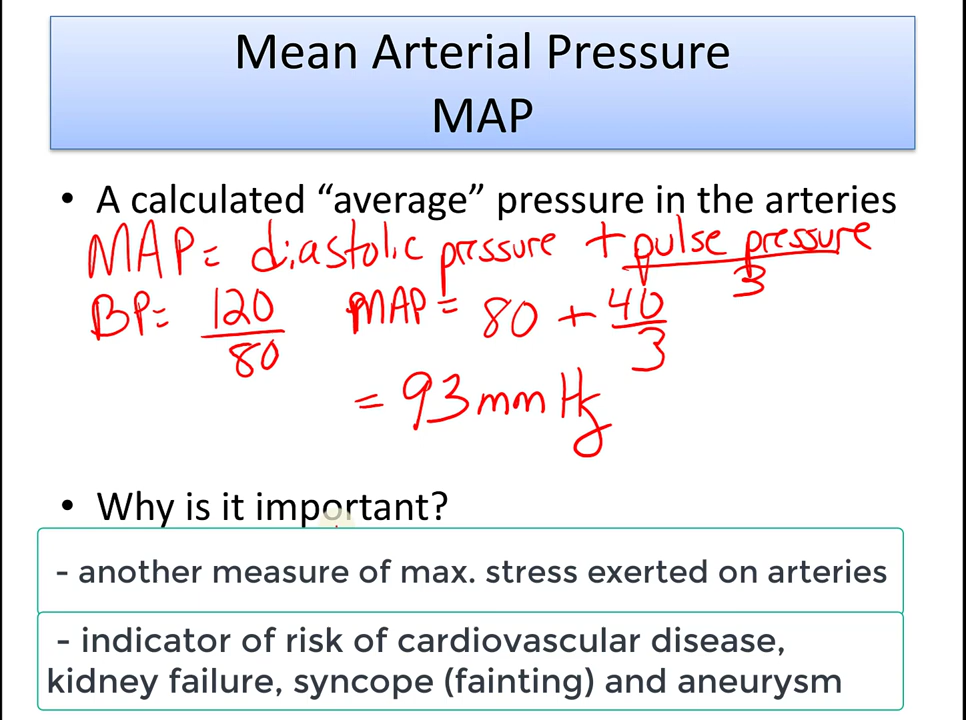 Mean Arterial Pressure
MAP
• A calculated “average” pressure in the arteries
MAP = diastolic pressure + pulse pressure / 3
BP = 120 / 80 MAP = 80 + 40 / 3
= 93 mm Hg
• Why is it important?
- another measure of max. stress exerted on arteries
- indicator of risk of cardiovascular disease,
kidney failure, syncope (fainting) and aneurysm